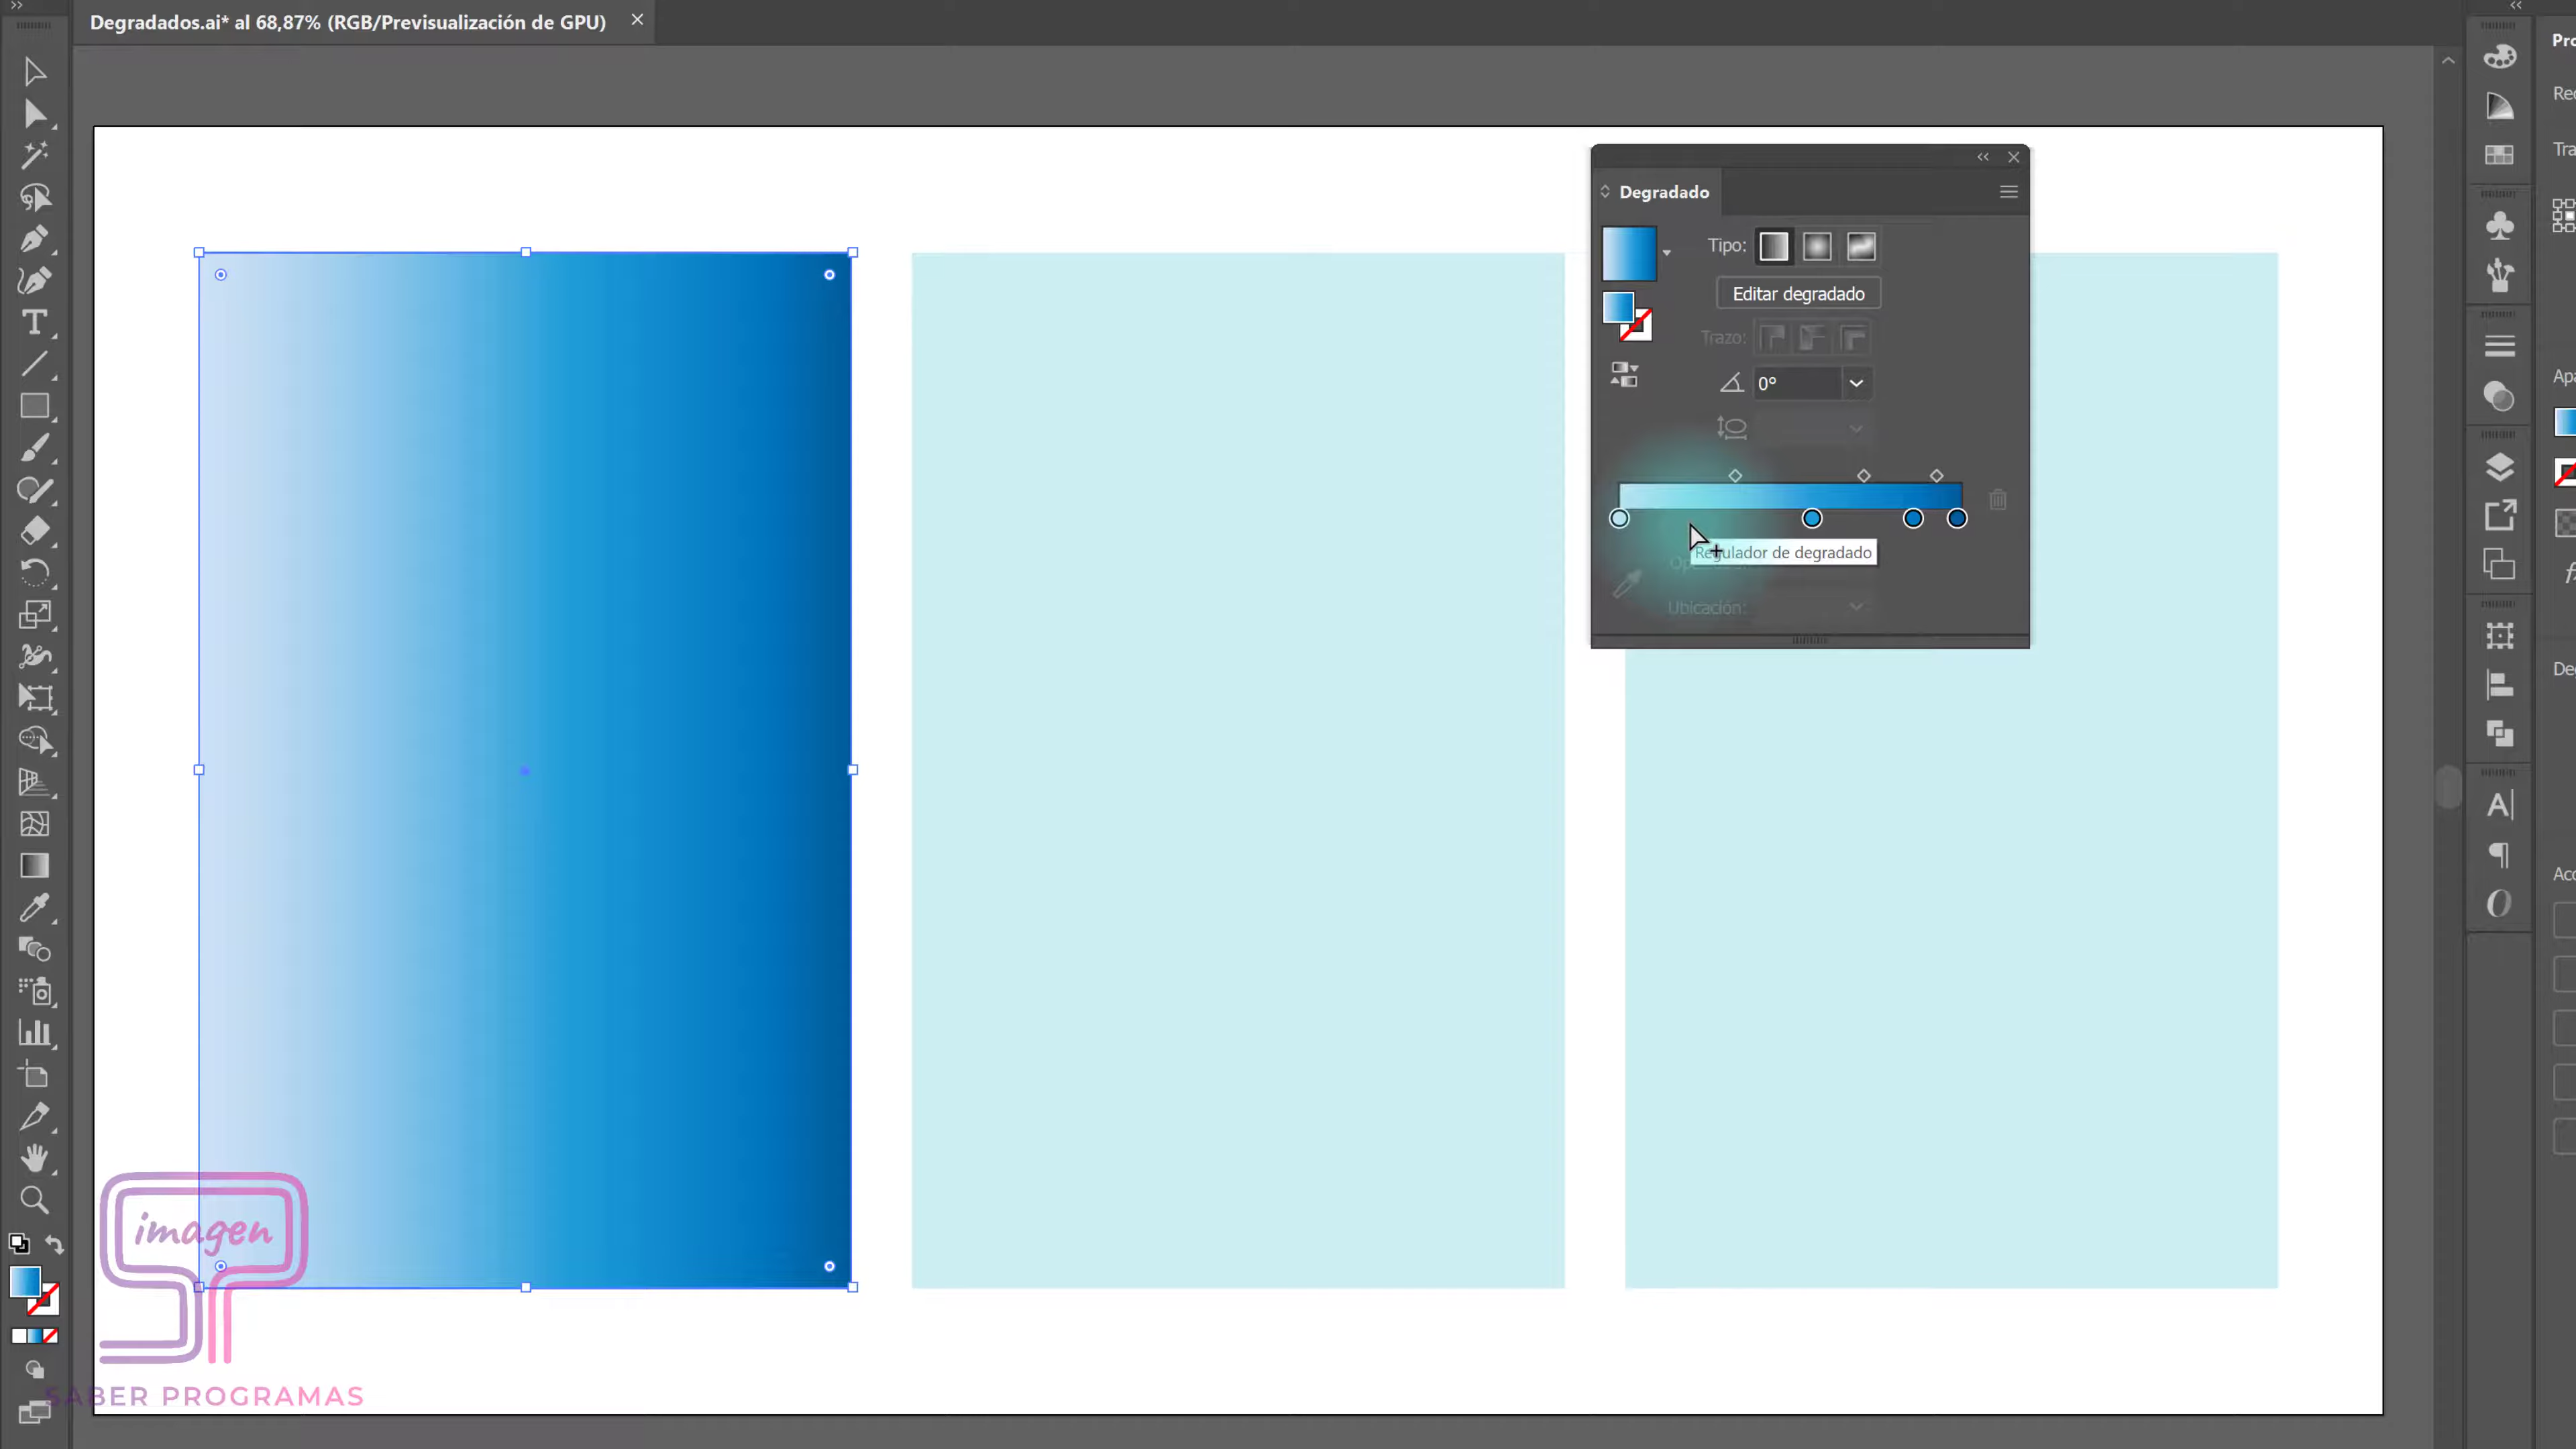 Degradados.ai* al 68,87% (RGB/Previsualización de GPU)
Degradado
Tipo:
Editar degradado
Trazo:
0°
Regulador de degradado
Ubicación:
imagen
SABER PROGRAMAS